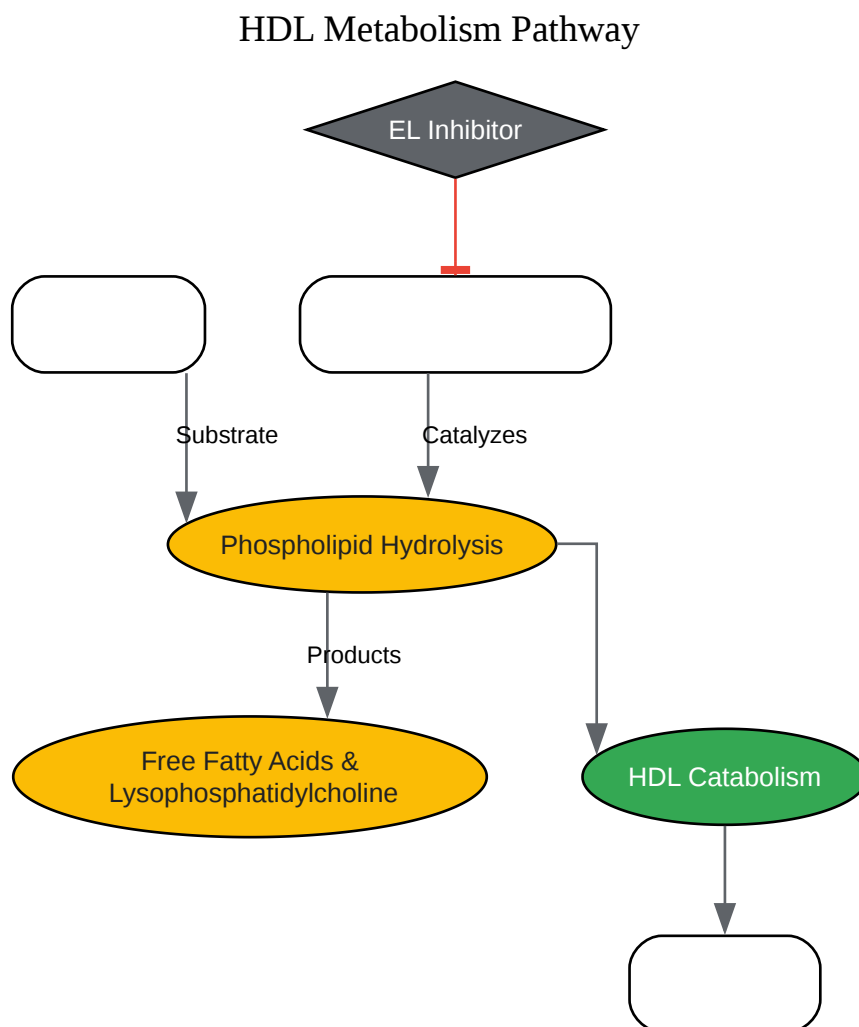 HDL Metabolism Pathway
EL Inhibitor
Substrate
Catalyzes
Phospholipid Hydrolysis
Products
Free Fatty Acids &
Lysophosphatidylcholine
HDL Catabolism